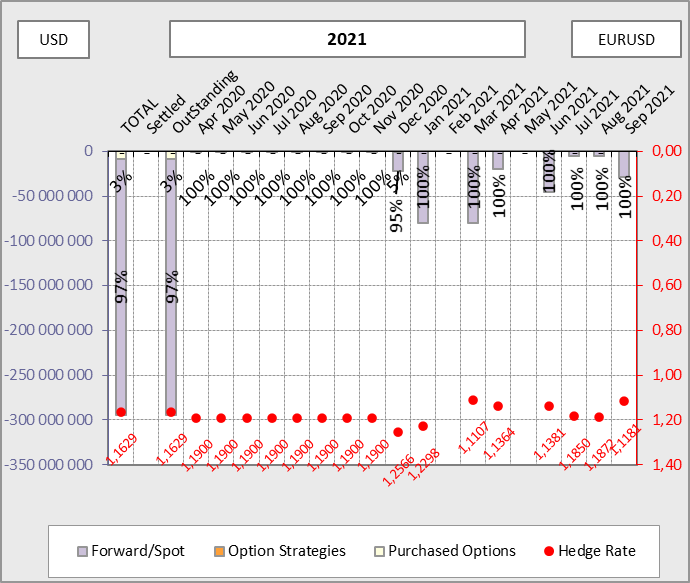 USD
2021
EURUSD
TOTAL
Settled
OutStanding
Apr 2020
May 2020
Jun 2020
Jul 2020
Aug 2020
Sep 2020
Oct 2020
Nov 2020
Dec 2020
Jan 2021
Feb 2021
Mar 2021
Apr 2021
May 2021
Jun 2021
Jul 2021
Aug 2021
Sep 2021
0
-50 000 000
-100 000 000
-150 000 000
-200 000 000
-250 000 000
-300 000 000
-350 000 000
0,00
0,20
0,40
0,60
0,80
1,00
1,20
1,40
3%
3%
100%
100%
100%
100%
100%
100%
100%
100%
5%
95%
100%
100%
100%
100%
100%
100%
100%
97%
97%
1,1629
1,1629
1,1900
1,1900
1,1900
1,1900
1,1900
1,1900
1,1900
1,1900
1,2566
1,2298
1,1107
1,1364
1,1381
1,1850
1,1872
1,1181
Forward/Spot
Option Strategies
Purchased Options
Hedge Rate